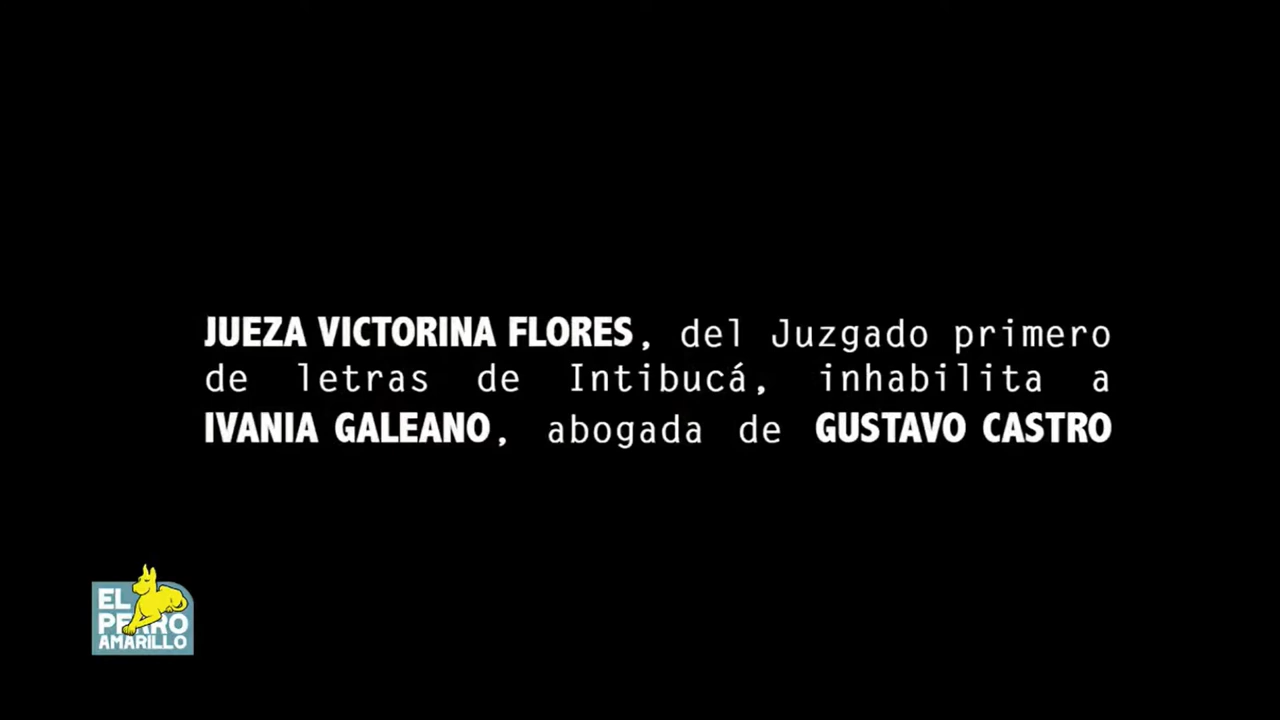 JUEZA VICTORINA FLORES, del Juzgado primero
de letras de Intibucá, inhabilita a
IVANIA GALEANO, abogada de GUSTAVO CASTRO
EL
PERRO
AMARILLO